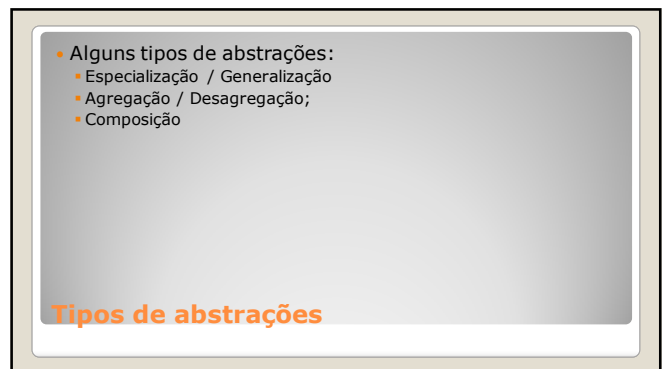 • Alguns tipos de abstrações:
▪ Especialização / Generalização
▪ Agregação / Desagregação;
▪ Composição
Tipos de abstrações